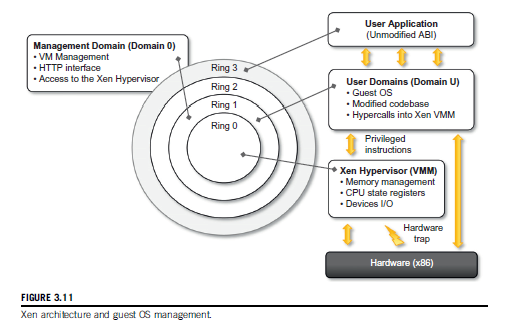 User Application
(Unmodified ABI)
Management Domain (Domain 0)
• VM Management
• HTTP interface
• Access to the Xen Hypervisor
Ring 3
Ring 2
Ring 1
Ring 0
User Domains (Domain U)
• Guest OS
• Modified codebase
• Hypercalls into Xen VMM
Privileged
instructions
Xen Hypervisor (VMM)
• Memory management
• CPU state registers
• Devices I/O
Hardware
trap
Hardware (x86)
FIGURE 3.11
Xen architecture and guest OS management.